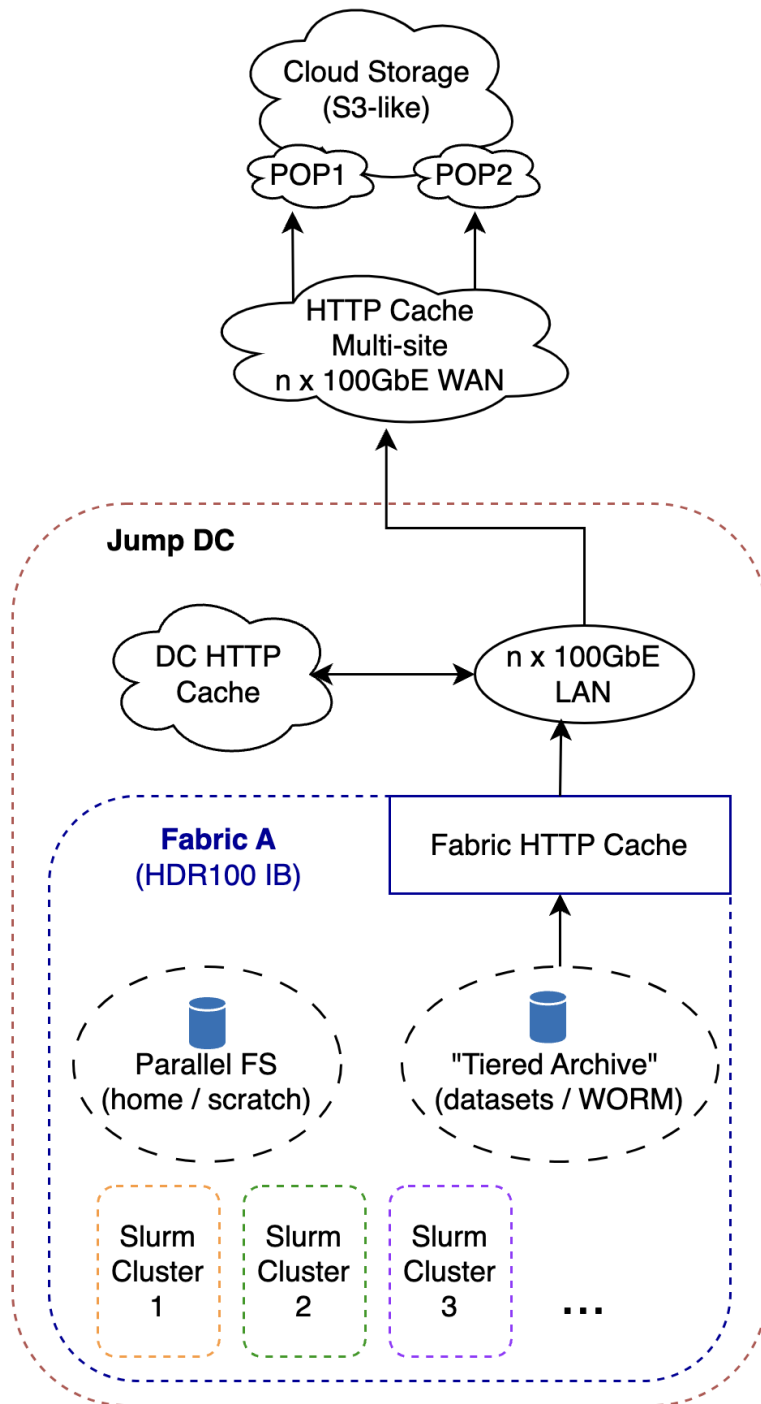 Cloud Storage
(S3-like)
POP1
POP2
HTTP Cache
Multi-site
n x 100GbE WAN
Jump DC
DC HTTP
Cache
n x 100GbE
LAN
Fabric A
(HDR100 IB)
Fabric HTTP Cache
Parallel FS
(home / scratch)
"Tiered Archive"
(datasets / WORM)
Slurm
Cluster
1
Slurm
Cluster
2
Slurm
Cluster
3
...